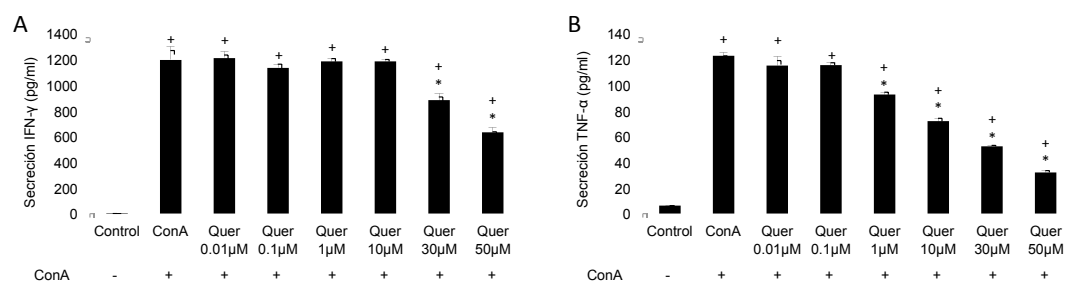 A
Secreción IFN-γ (pg/ml)
1400
1200
1000
800
600
400
200
0
+ + + + + + +
* *
Control ConA Quer Quer Quer Quer Quer Quer
0.01µM 0.1µM 1µM 10µM 30µM 50µM
ConA - + + + + + + +
B
Secreción TNF-α (pg/ml)
140
120
100
80
60
40
20
0
+ + + + + + +
* * * *
Control ConA Quer Quer Quer Quer Quer Quer
0.01µM 0.1µM 1µM 10µM 30µM 50µM
ConA - + + + + + + +